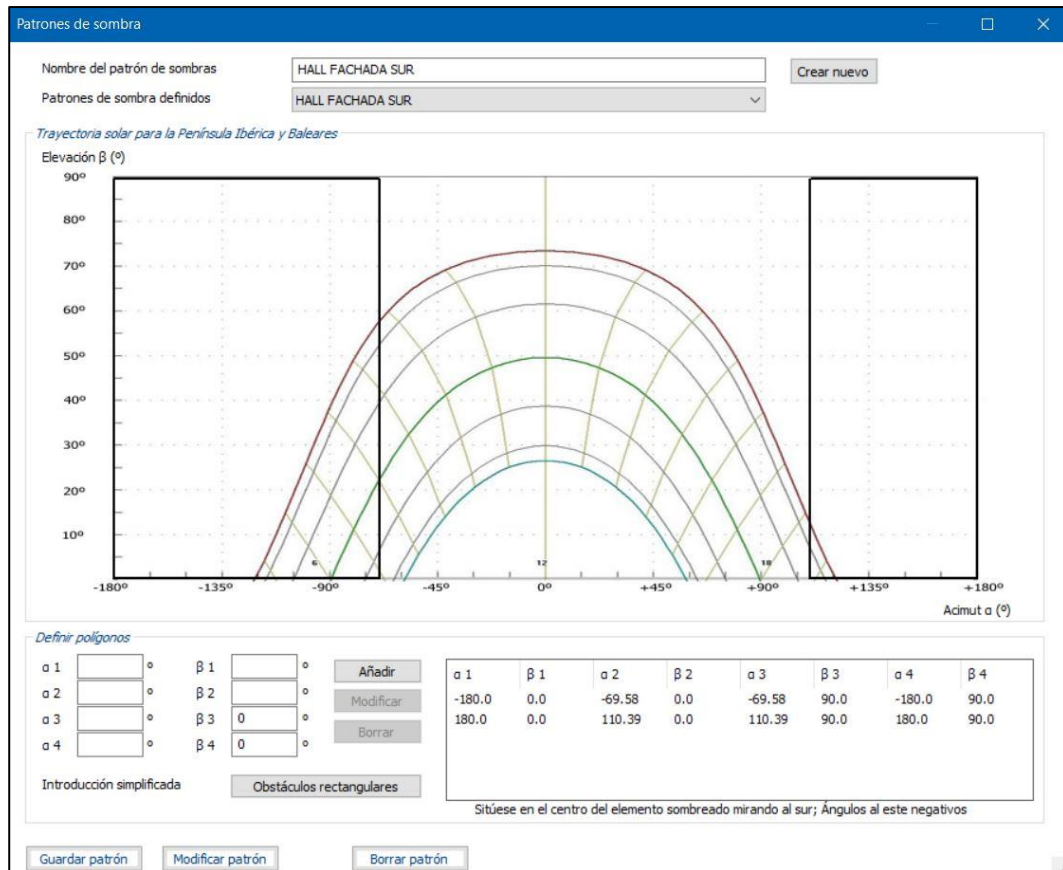 Patrones de sombra
Nombre del patrón de sombras HALL FACHADA SUR Crear nuevo
Patrones de sombra definidos HALL FACHADA SUR
Trayectoria solar para la Península Ibérica y Baleares
Elevación β (º)
90º
80º
70º
60º
50º
40º
30º
20º
10º
6 12 18
-180º -135º -90º -45º 0º +45º +90º +135º +180º
Acimut α (º)
Definir polígonos
α 1 º β 1 º Añadir
α 2 º β 2 º Modificar
α 3 º β 3 0 º Borrar
α 4 º β 4 0 º
α 1 β 1 α 2 β 2 α 3 β 3 α 4 β 4
-180.0 0.0 -69.58 0.0 -69.58 90.0 -180.0 90.0
180.0 0.0 110.39 0.0 110.39 90.0 180.0 90.0
Introducción simplificada Obstáculos rectangulares
Sitúese en el centro del elemento sombreado mirando al sur; Ángulos al este negativos
Guardar patrón Modificar patrón Borrar patrón